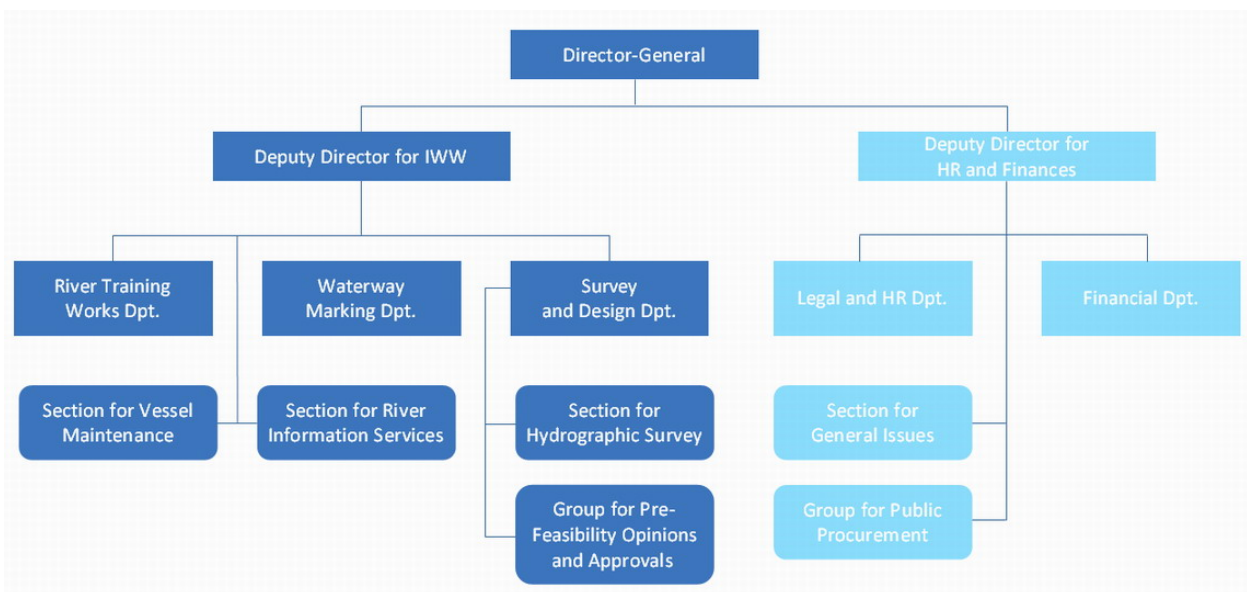 Director-General
Deputy Director for IWW
Deputy Director for
HR and Finances
River Training
Works Dpt.
Waterway
Marking Dpt.
Survey
and Design Dpt.
Legal and HR Dpt.
Financial Dpt.
Section for Vessel
Maintenance
Section for River
Information Services
Section for
Hydrographic Survey
Section for
General Issues
Group for Pre-
Feasibility Opinions
and Approvals
Group for Public
Procurement